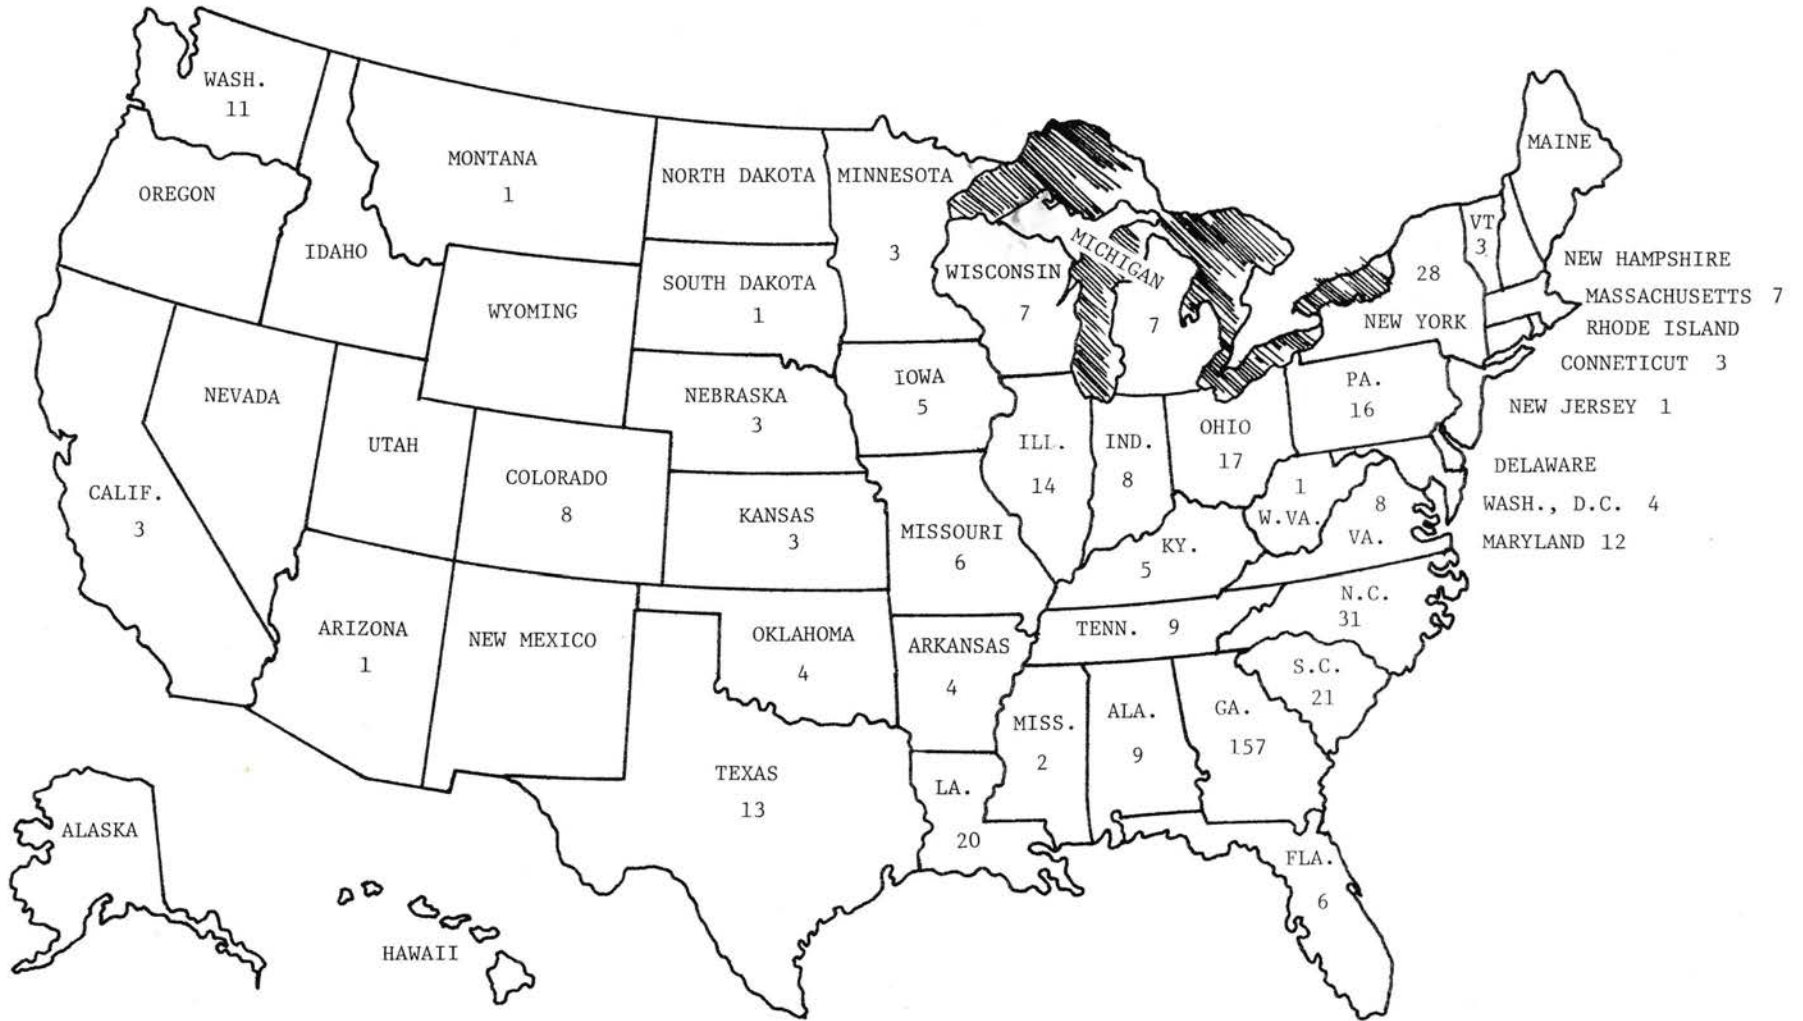 WASH.
11
OREGON
IDAHO
MONTANA
1
NORTH DAKOTA
MINNESOTA
3
SOUTH DAKOTA
1
WYOMING
WISCONSIN
7
MICHIGAN
7
MAINE
VT
3
28
NEW YORK
NEW HAMPSHIRE
MASSACHUSETTS 7
RHODE ISLAND
CONNETICUT 3
NEW JERSEY 1
DELAWARE
WASH., D.C. 4
MARYLAND 12
NEVADA
UTAH
CALIF.
3
COLORADO
8
NEBRASKA
3
IOWA
5
KANSAS
3
MISSOURI
6
ILL.
14
IND.
8
OHIO
17
PA.
16
1
W.VA.
8
VA.
KY.
5
TENN. 9
N.C.
31
S.C.
21
ARIZONA
1
NEW MEXICO
OKLAHOMA
4
ARKANSAS
4
MISS.
2
ALA.
9
GA.
157
TEXAS
13
LA.
20
FLA.
6
ALASKA
HAWAII